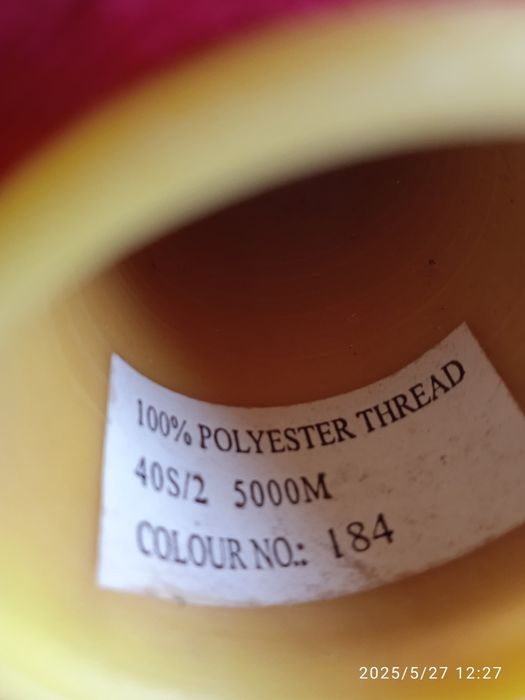 100% POLYESTER THREAD
40S/2 5000M
COLOUR NO.: 184
2025/5/27 12:27